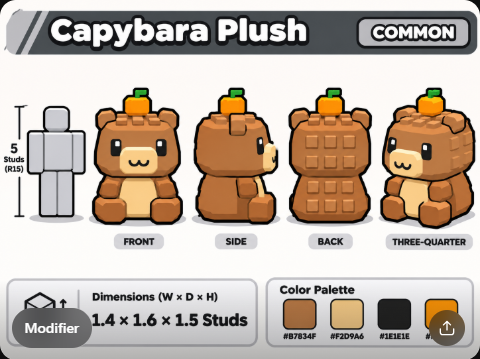 Capybara Plush
COMMON
5
Studs
(R15)
FRONT
SIDE
BACK
THREE-QUARTER
Dimensions (W × D × H)
1.4 × 1.6 × 1.5 Studs
Color Palette
#B7834F
#F2D9A6
#1E1E1E
Modifier